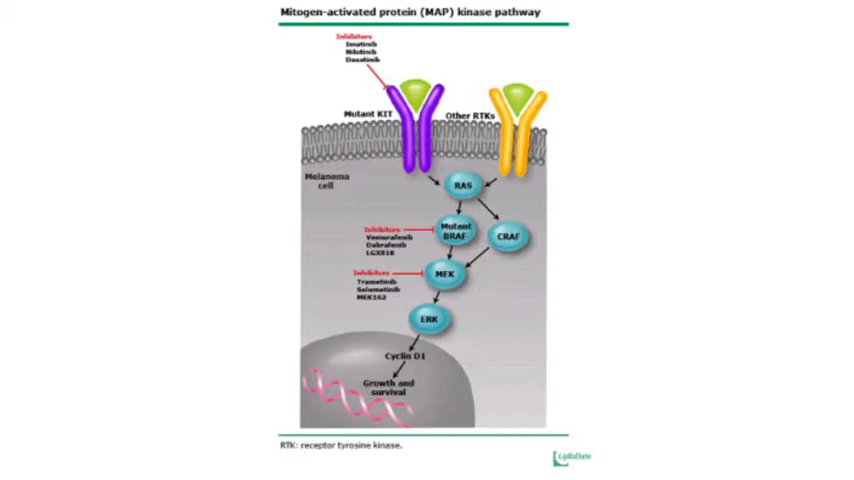 Mitogen-activated protein (MAP) kinase pathway
Inhibitors
Imatinib
Nilotinib
Dasatinib
Mutant KIT
Other RTKs
Melanoma
cell
RAS
Inhibitors
Vemurafenib
Dabrafenib
LGX818
Mutant
BRAF
CRAF
Inhibitors
Trametinib
Selumetinib
MEK162
MEK
ERK
Cyclin D1
Growth and
survival
RTK: receptor tyrosine kinase.
UpToDate